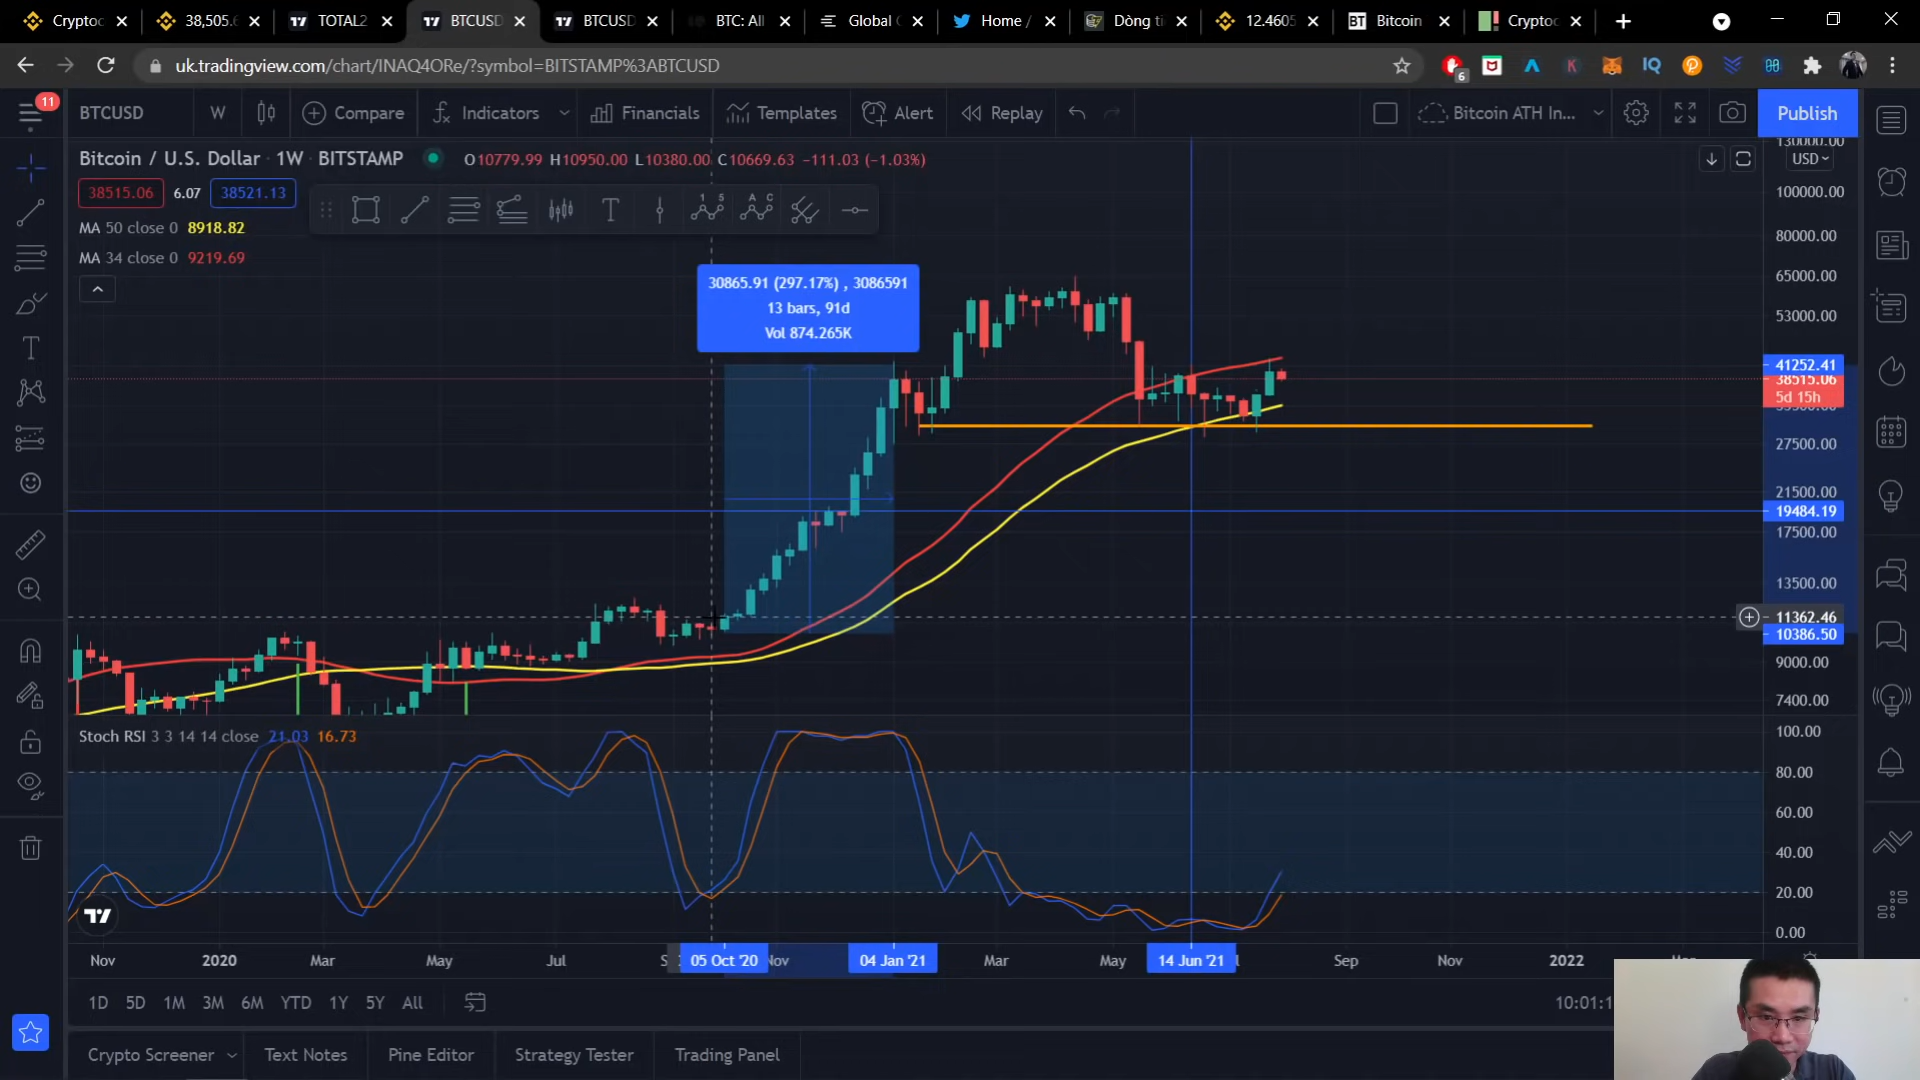 Cryptoc
38,505.6
TOTAL2
BTCUSD
BTCUSD
BTC: All
Global C
Home /
Dòng ti
12.4605
Bitcoin
Cryptoc
uk.tradingview.com/chart/INAQ4ORe/?symbol=BITSTAMP%3ABTCUSD
6
11
BTCUSD
W
Compare
Indicators
Financials
Templates
Alert
Replay
Bitcoin ATH In...
Publish
Bitcoin / U.S. Dollar · 1W · BITSTAMP
O10779.99 H10950.00 L10380.00 C10669.63 −111.03 (−1.03%)
USD
38515.06
6.07
38521.13
MA 50 close 0 8918.82
MA 34 close 0 9219.69
30865.91 (297.17%) , 3086591
13 bars, 91d
Vol 874.265K
130000.00
100000.00
80000.00
65000.00
53000.00
41252.41
38515.06
5d 15h
27500.00
21500.00
19484.19
17500.00
13500.00
11362.46
10386.50
9000.00
7400.00
Stoch RSI 3 3 14 14 close 21.03 16.73
100.00
80.00
60.00
40.00
20.00
0.00
Nov
2020
Mar
May
Jul
05 Oct '20
Nov
04 Jan '21
Mar
May
14 Jun '21
Sep
Nov
2022
1D
5D
1M
3M
6M
YTD
1Y
5Y
All
10:01:1
Crypto Screener
Text Notes
Pine Editor
Strategy Tester
Trading Panel